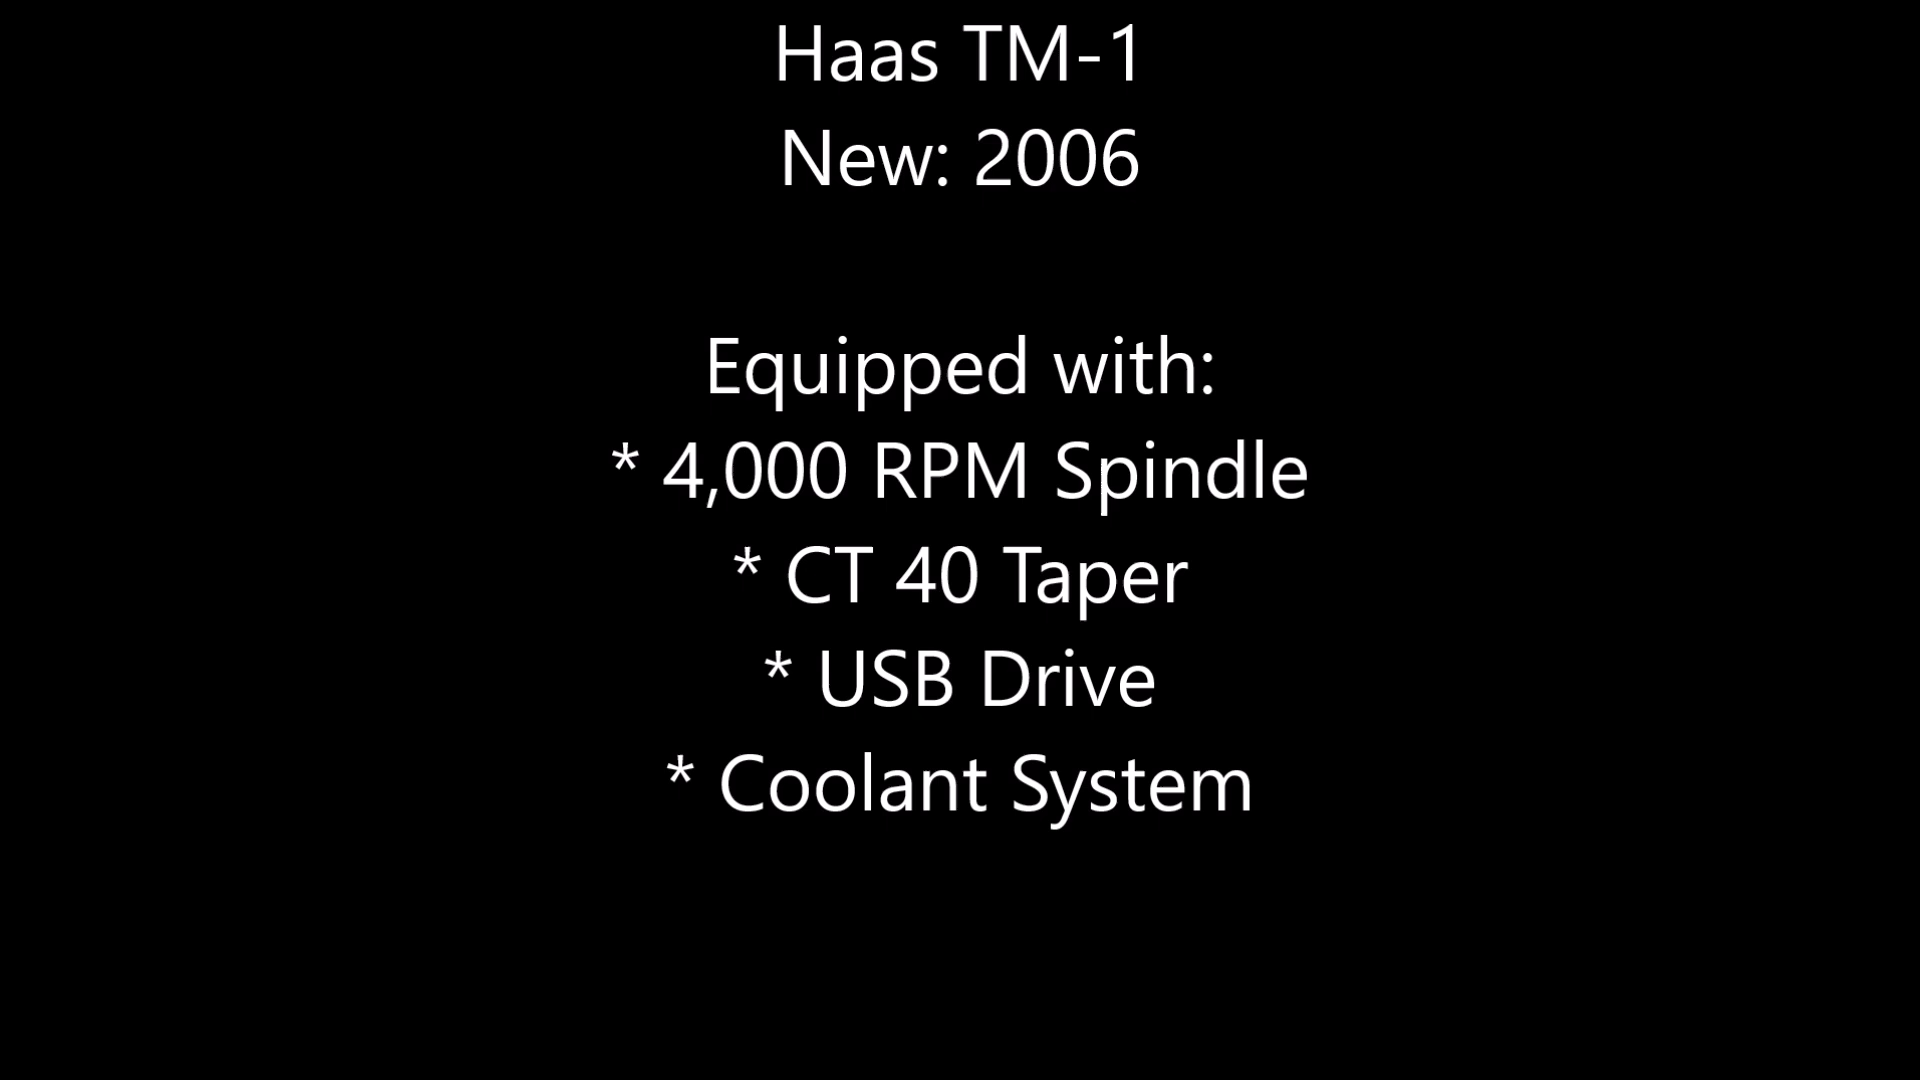 Haas TM-1
New: 2006
Equipped with:
* 4,000 RPM Spindle
* CT 40 Taper
* USB Drive
* Coolant System